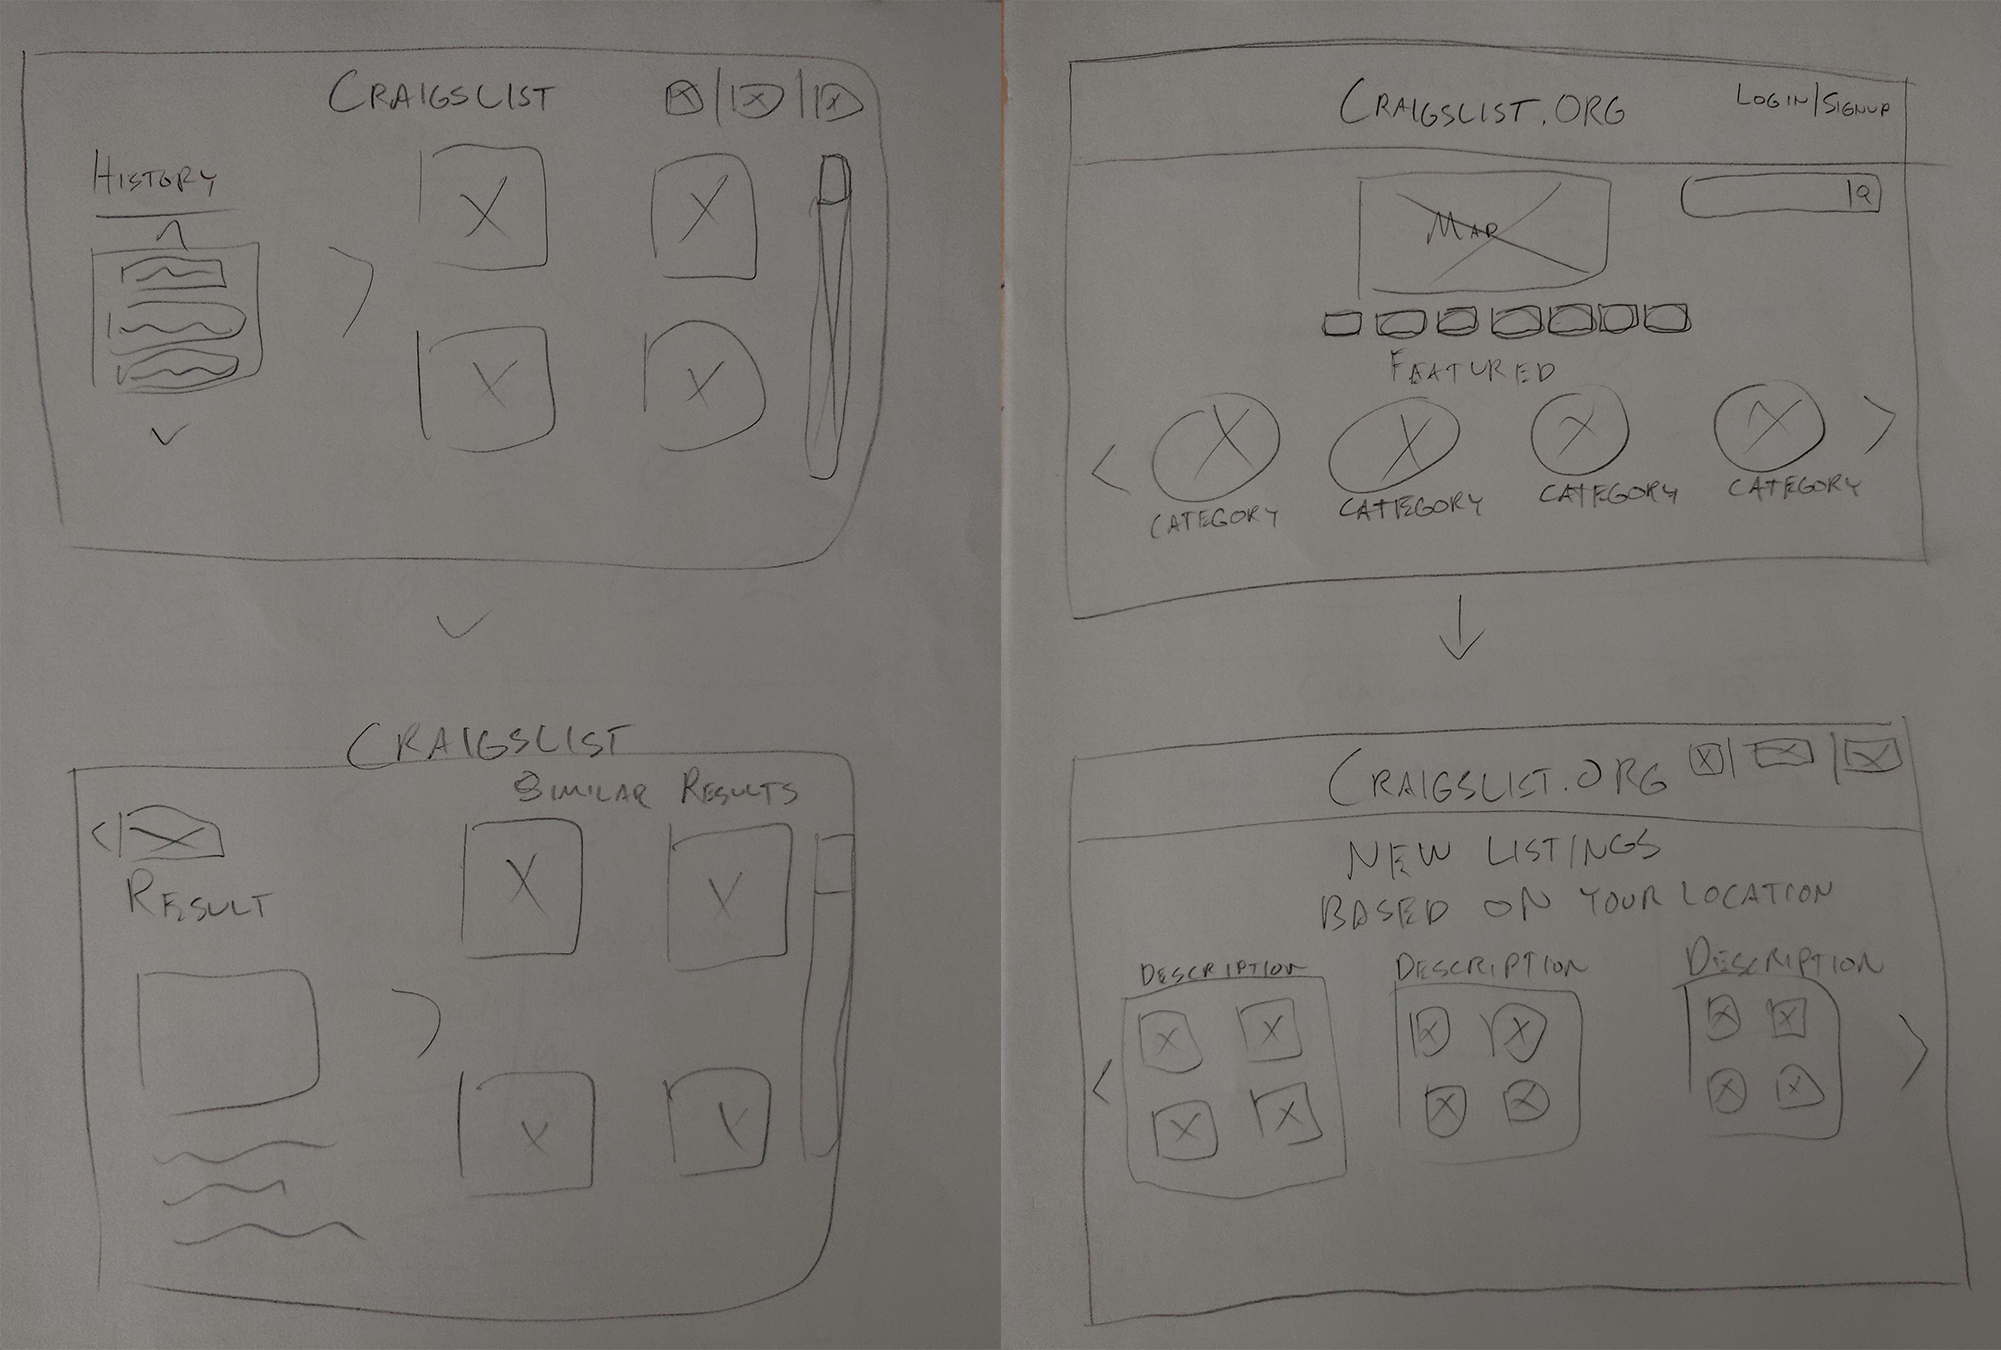 CRAIGSLIST
HISTORY
CRAIGSLIST
SIMILAR RESULTS
RESULT
CRAIGSLIST.ORG
LOGIN/SIGNUP
MAP
FEATURED
CATEGORY
CATEGORY
CATEGORY
CATEGORY
CRAIGSLIST.ORG
NEW LISTINGS
BASED ON YOUR LOCATION
DESCRIPTION
DESCRIPTION
DESCRIPTION